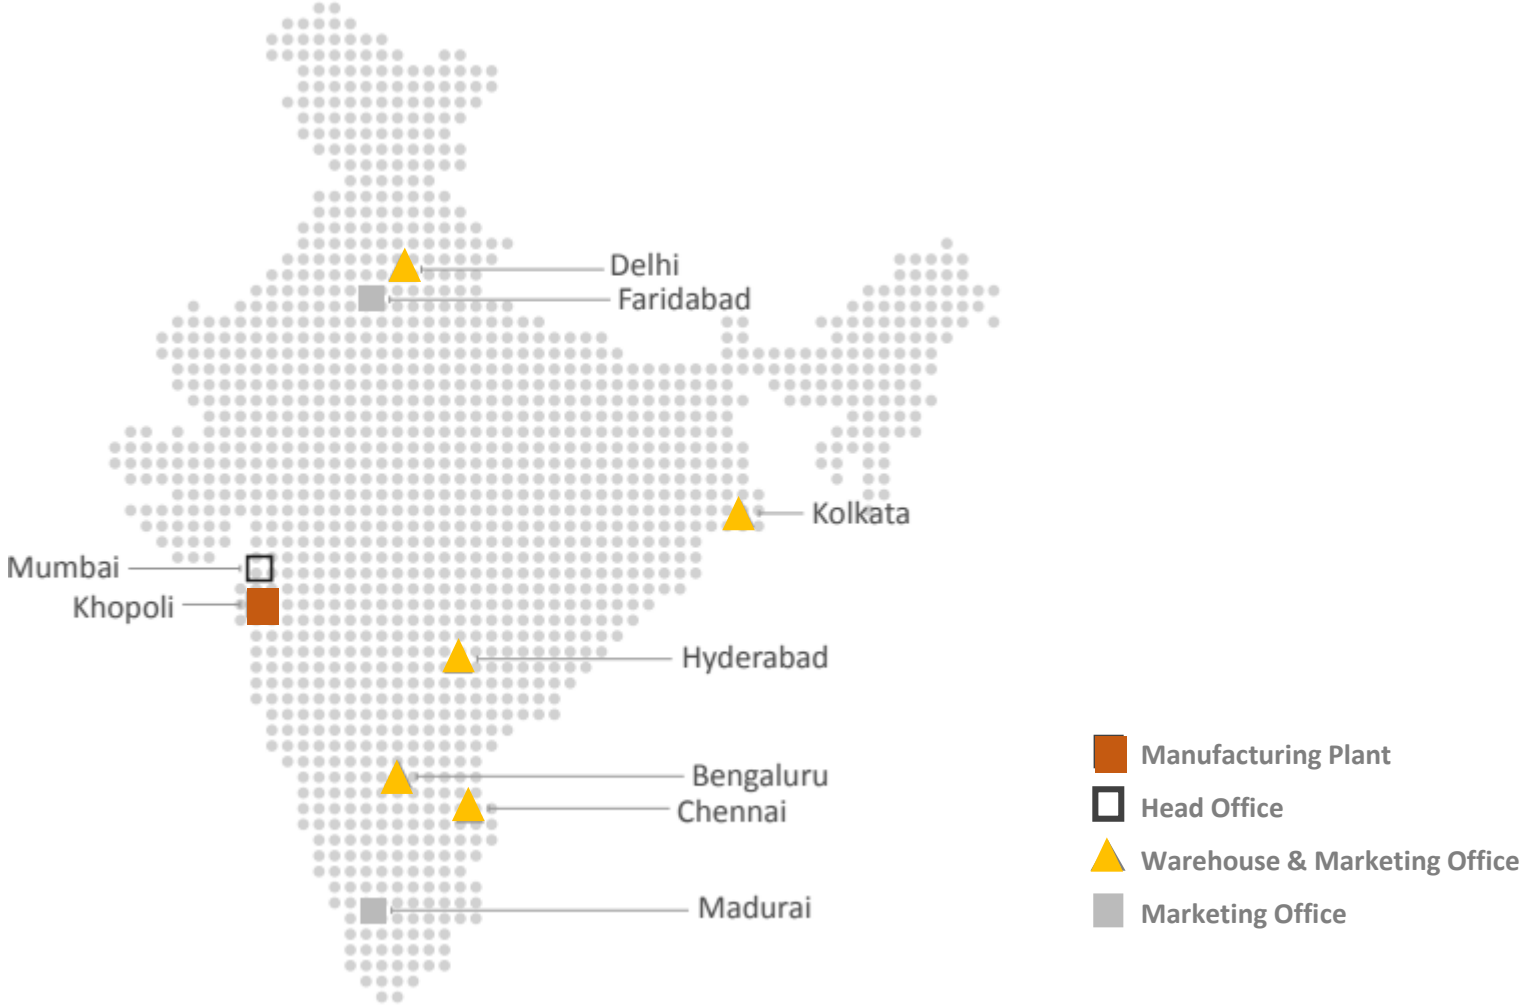 Delhi
Faridabad
Kolkata
Mumbai
Khopoli
Hyderabad
Manufacturing Plant
Bengaluru
Head Office
Chennai
Warehouse & Marketing Office
Madurai
Marketing Office